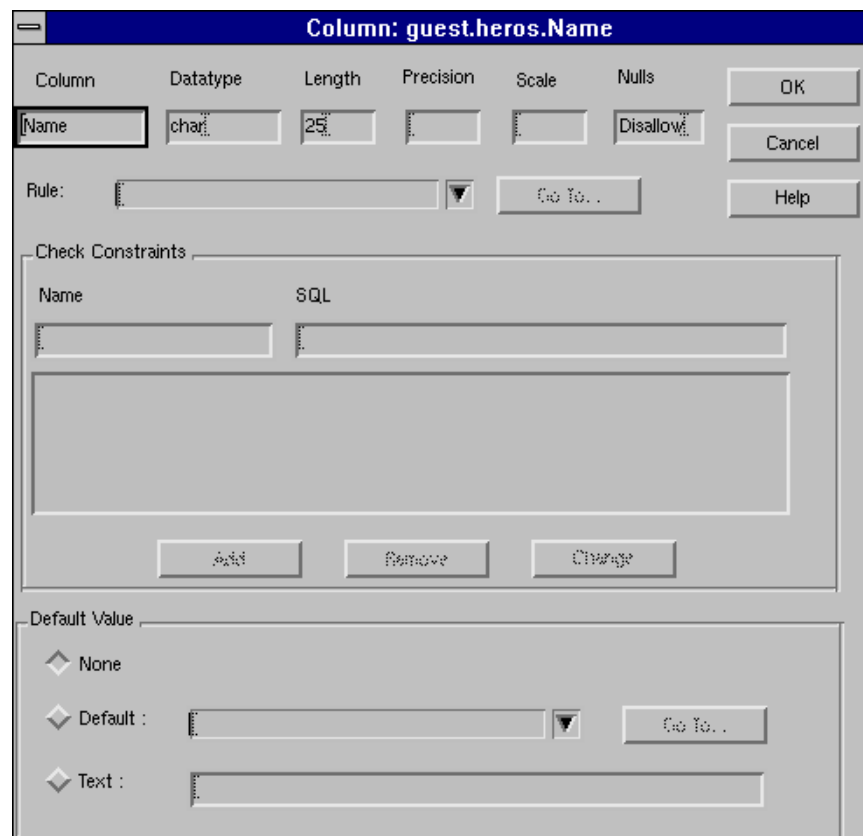 Column: guest.heros.Name
Column Datatype Length Precision Scale Nulls OK
Name char 25 Disallow
Cancel
Rule: Go To.. Help
Check Constraints
Name SQL
Add Remove Change
Default Value
None
Default : Go To..
Text :